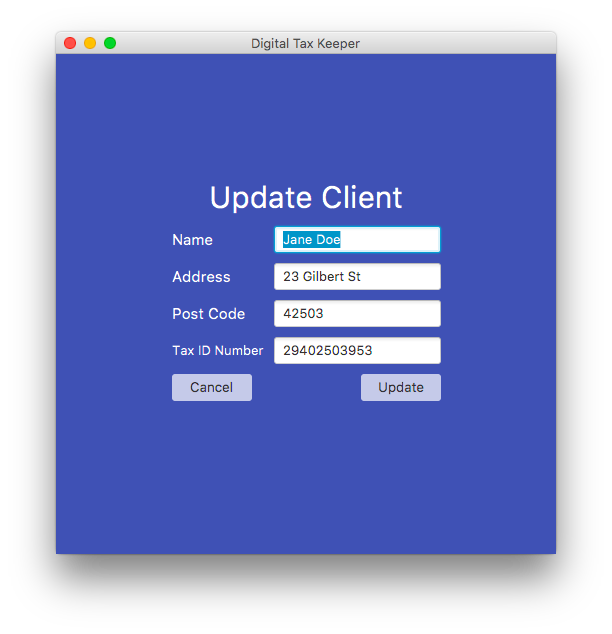 Digital Tax Keeper
Update Client
Name Jane Doe
Address 23 Gilbert St
Post Code 42503
Tax ID Number 29402503953
Cancel Update